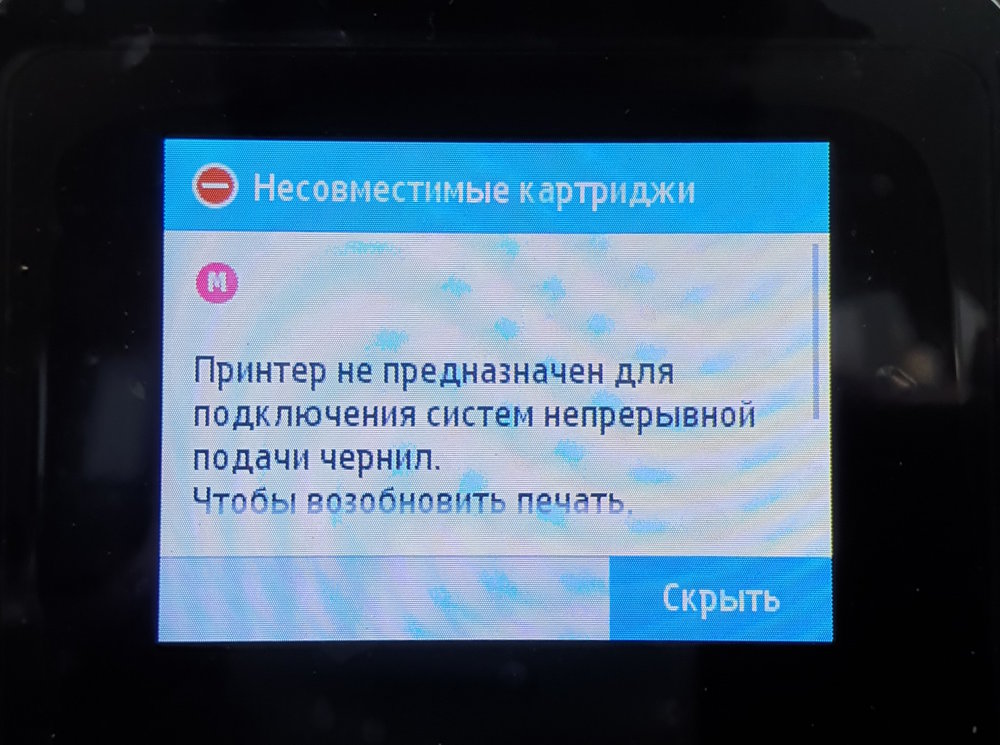 Несовместимые картриджи
M
Принтер не предназначен для
подключения систем непрерывной
подачи чернил.
Чтобы возобновить печать,
Скрыть